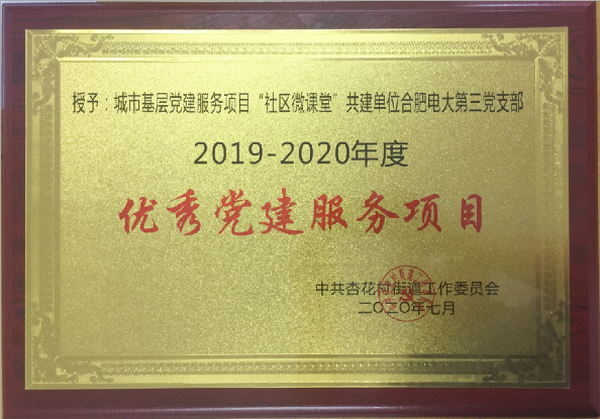 授予：城市基层党建服务项目“社区微课堂”共建单位合肥电大第三党支部
2019-2020年度
优秀党建服务项目
中共杏花村街道工作委员会
二〇二〇年七月